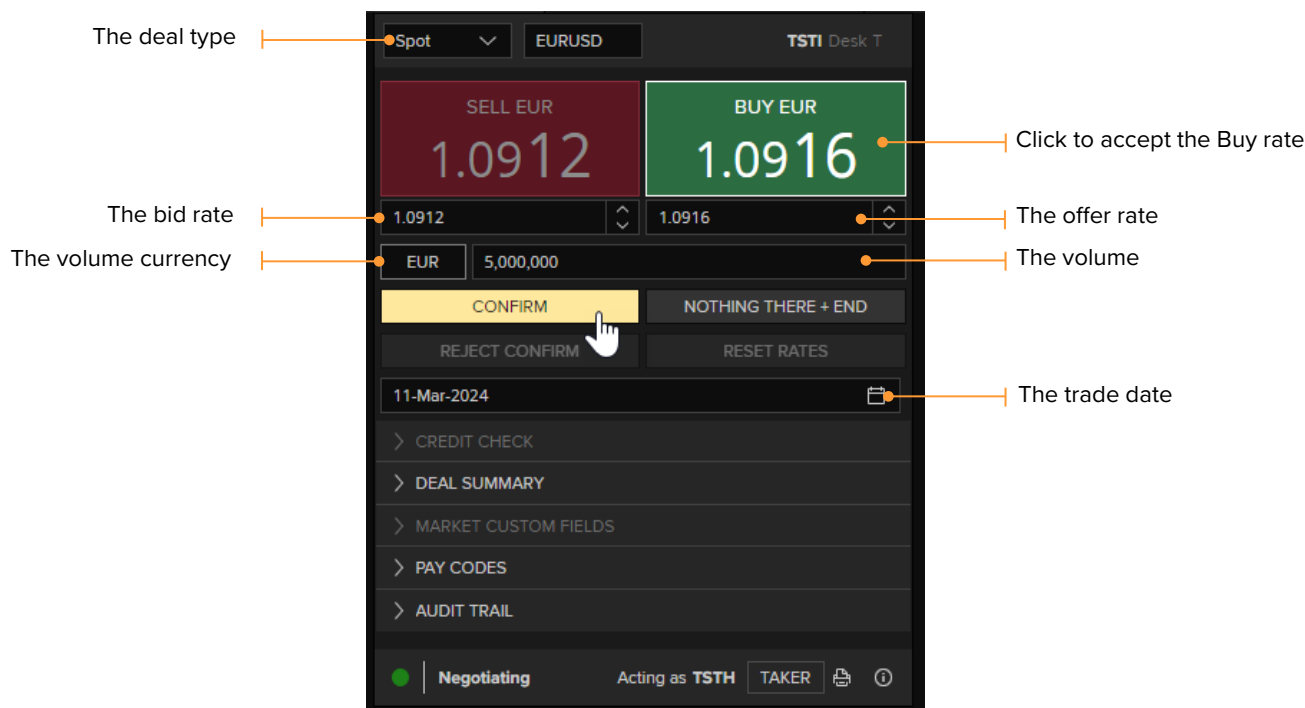 The deal type
Spot
EURUSD
TSTI Desk T
SELL EUR
1.0912
BUY EUR
1.0916
Click to accept the Buy rate
The bid rate
1.0912
1.0916
The offer rate
The volume currency
EUR
5,000,000
The volume
CONFIRM
NOTHING THERE + END
REJECT CONFIRM
RESET RATES
11-Mar-2024
The trade date
CREDIT CHECK
DEAL SUMMARY
MARKET CUSTOM FIELDS
PAY CODES
AUDIT TRAIL
Negotiating
Acting as TSTH
TAKER